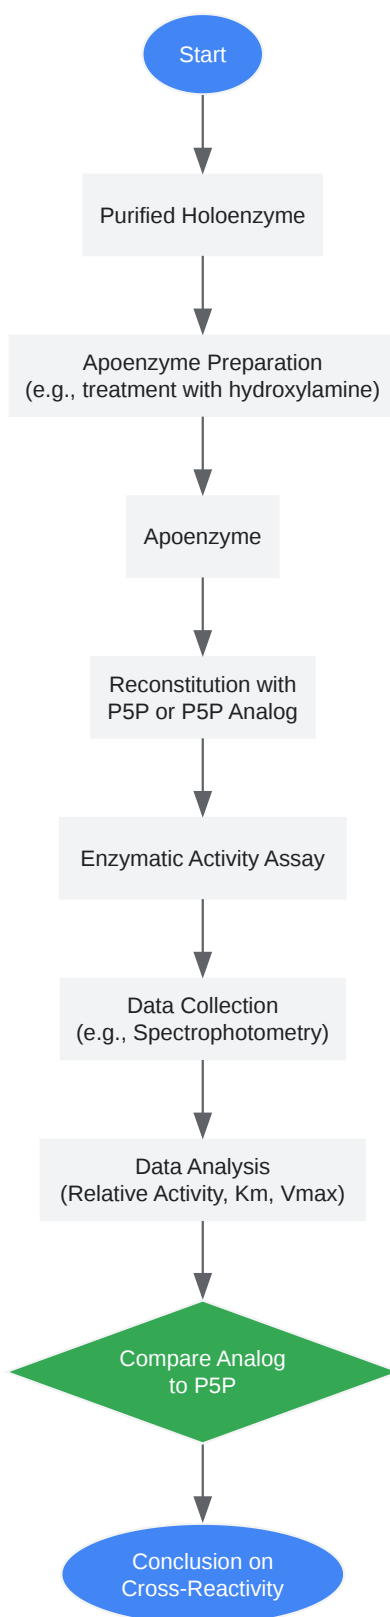 Start
Purified Holoenzyme
Apoenzyme Preparation
(e.g., treatment with hydroxylamine)
Apoenzyme
Reconstitution with
P5P or P5P Analog
Enzymatic Activity Assay
Data Collection
(e.g., Spectrophotometry)
Data Analysis
(Relative Activity, Km, Vmax)
Compare Analog
to P5P
Conclusion on
Cross-Reactivity